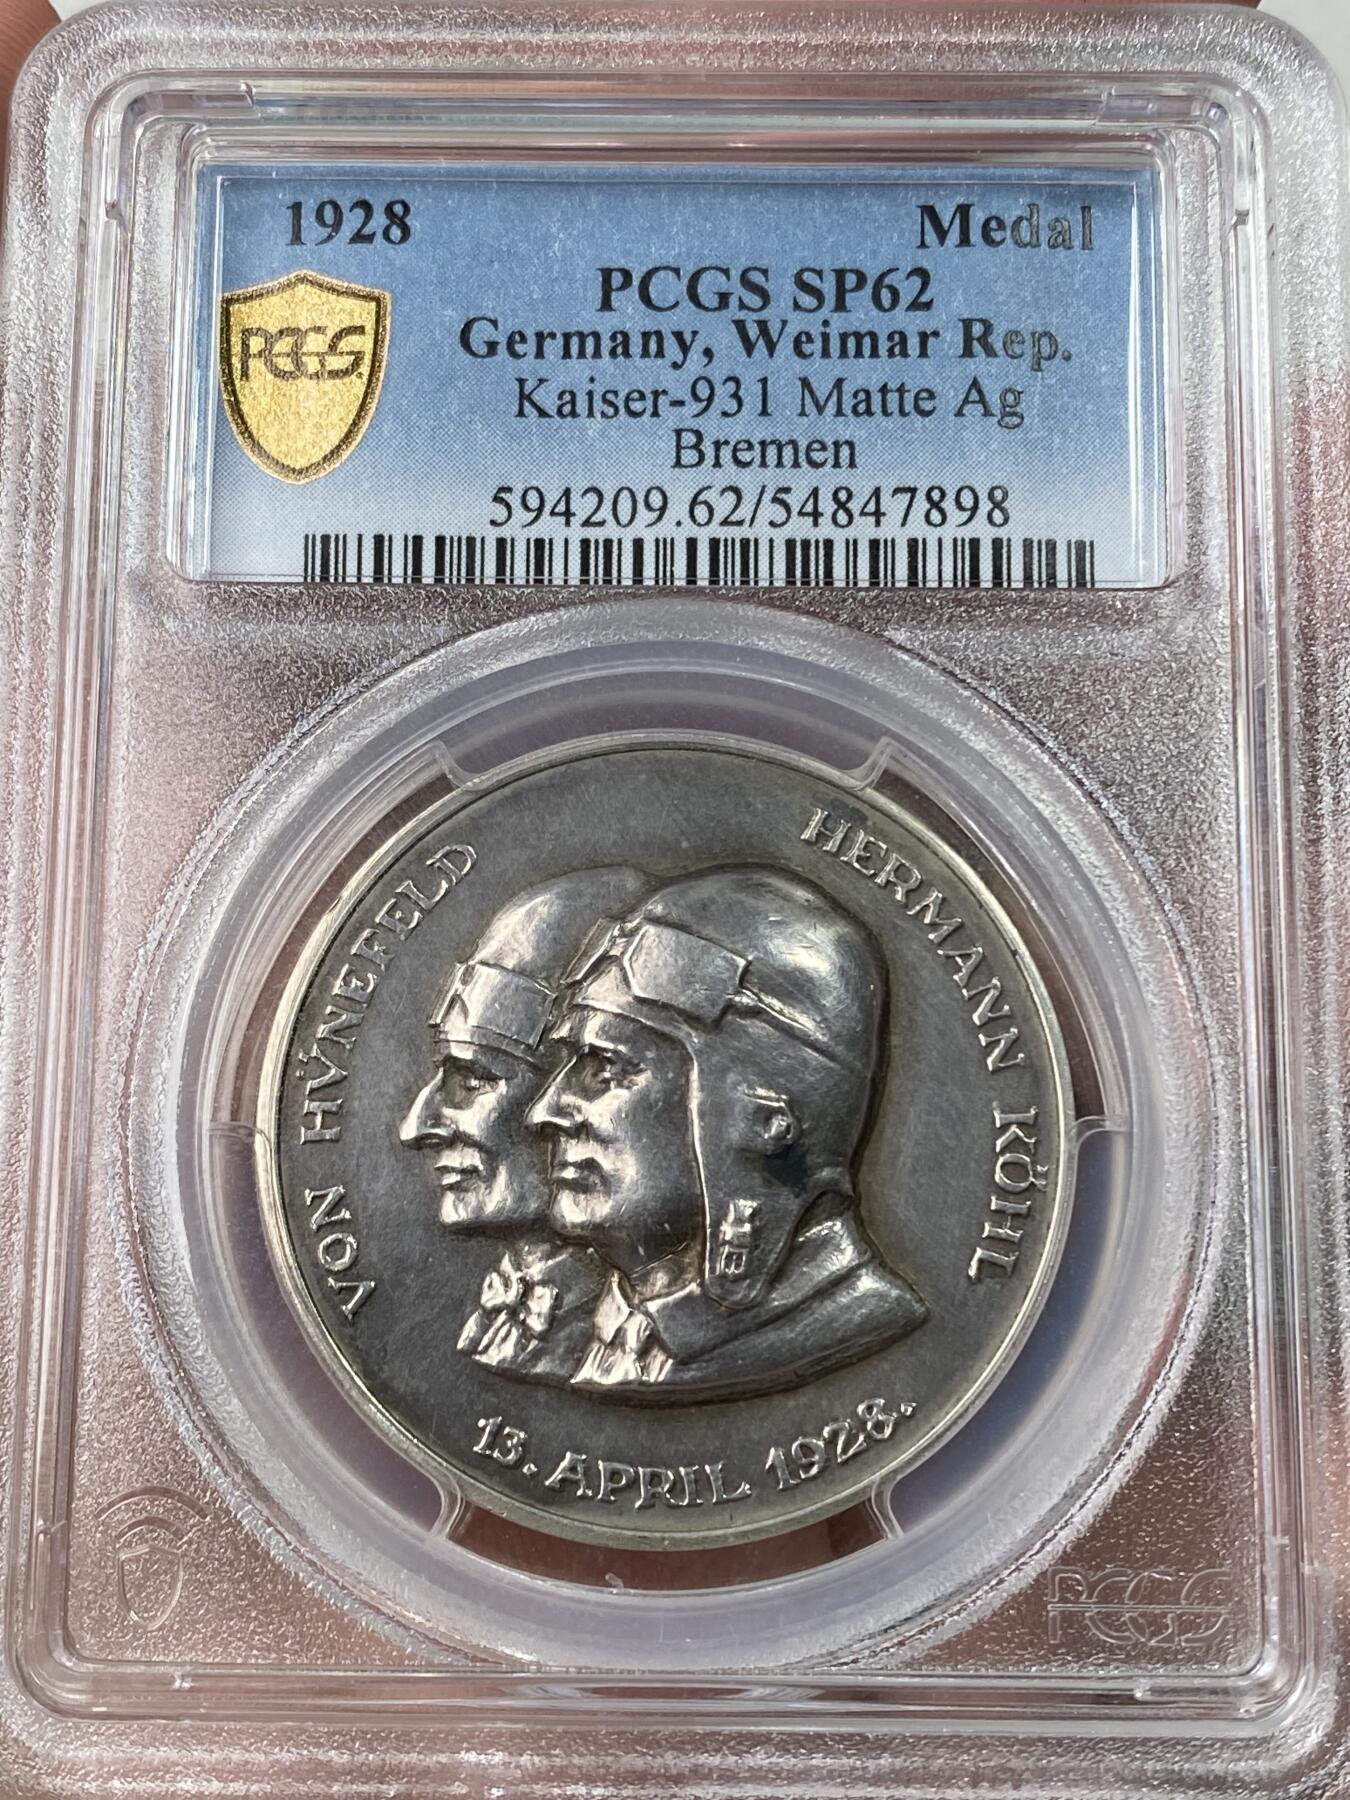 1928 Medal
PCGS SP62
PCGS
Germany, Weimar Rep.
Kaiser-931 Matte Ag
Bremen
594209.62/54847898
VON HVNEFELD
HERMANN KÖHL
13. APRIL 1928.
PCGS